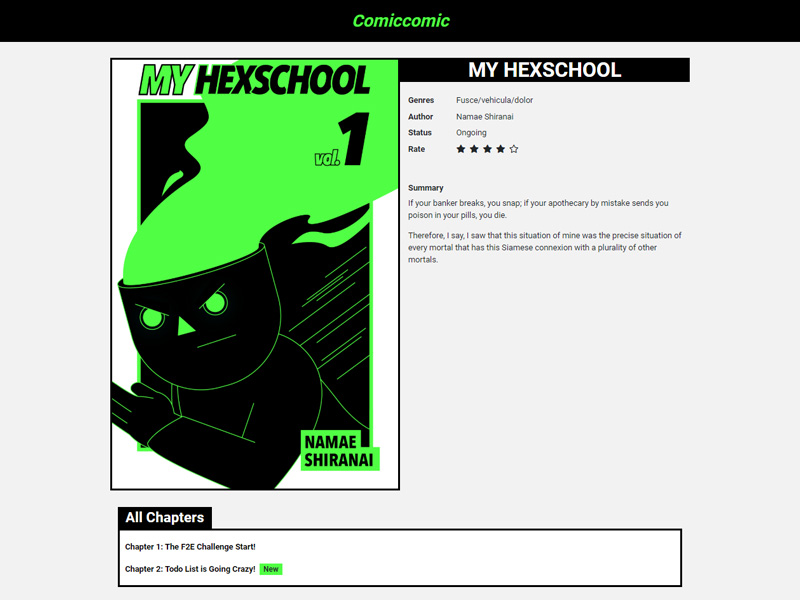 Comiccomic
MY HEXSCHOOL
vol.1
NAMAE
SHIRANAI
MY HEXSCHOOL
Genres Fusce/vehicula/dolor
Author Namae Shiranai
Status Ongoing
Rate
Summary
If your banker breaks, you snap; if your apothecary by mistake sends you
poison in your pills, you die.
Therefore, I say, I saw that this situation of mine was the precise situation of
every mortal that has this Siamese connexion with a plurality of other
mortals.
All Chapters
Chapter 1: The F2E Challenge Start!
Chapter 2: Todo List is Going Crazy! New